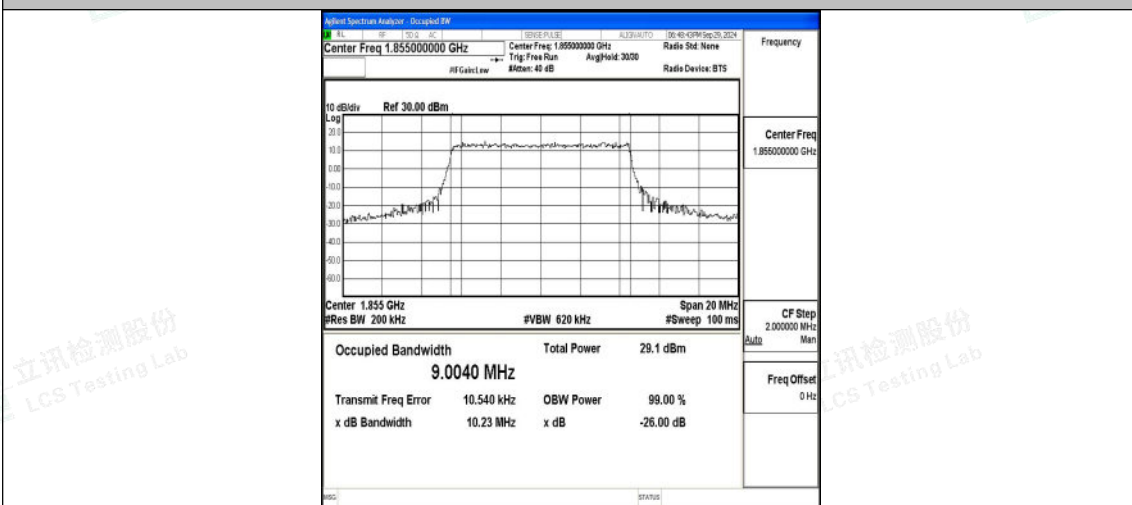 Agilent Spectrum Analyzer - Occupied BW
RL RF 50 Ω AC SENSE:PULSE ALIGNAUTO 06:48:43PM Sep 29, 2024
Center Freq 1.855000000 GHz
Center Freq: 1.855000000 GHz
Radio Std: None
Frequency
Trig: Free Run Avg|Hold: 30/30
#IFGain:Low #Atten: 40 dB Radio Device: BTS
10 dB/div Ref 30.00 dBm
Log
20.0
10.0
0.00
-10.0
-20.0
-30.0
-40.0
-50.0
-60.0
Center Freq
1.855000000 GHz
Center 1.855 GHz Span 20 MHz
#Res BW 200 kHz #VBW 620 kHz #Sweep 100 ms
CF Step
2.000000 MHz
Auto Man
Occupied Bandwidth Total Power 29.1 dBm
9.0040 MHz
Freq Offset
0 Hz
Transmit Freq Error 10.540 kHz OBW Power 99.00 %
x dB Bandwidth 10.23 MHz x dB -26.00 dB
MSG STATUS
立讯检测股份
LCS Testing Lab
立讯检测股份
LCS Testing Lab